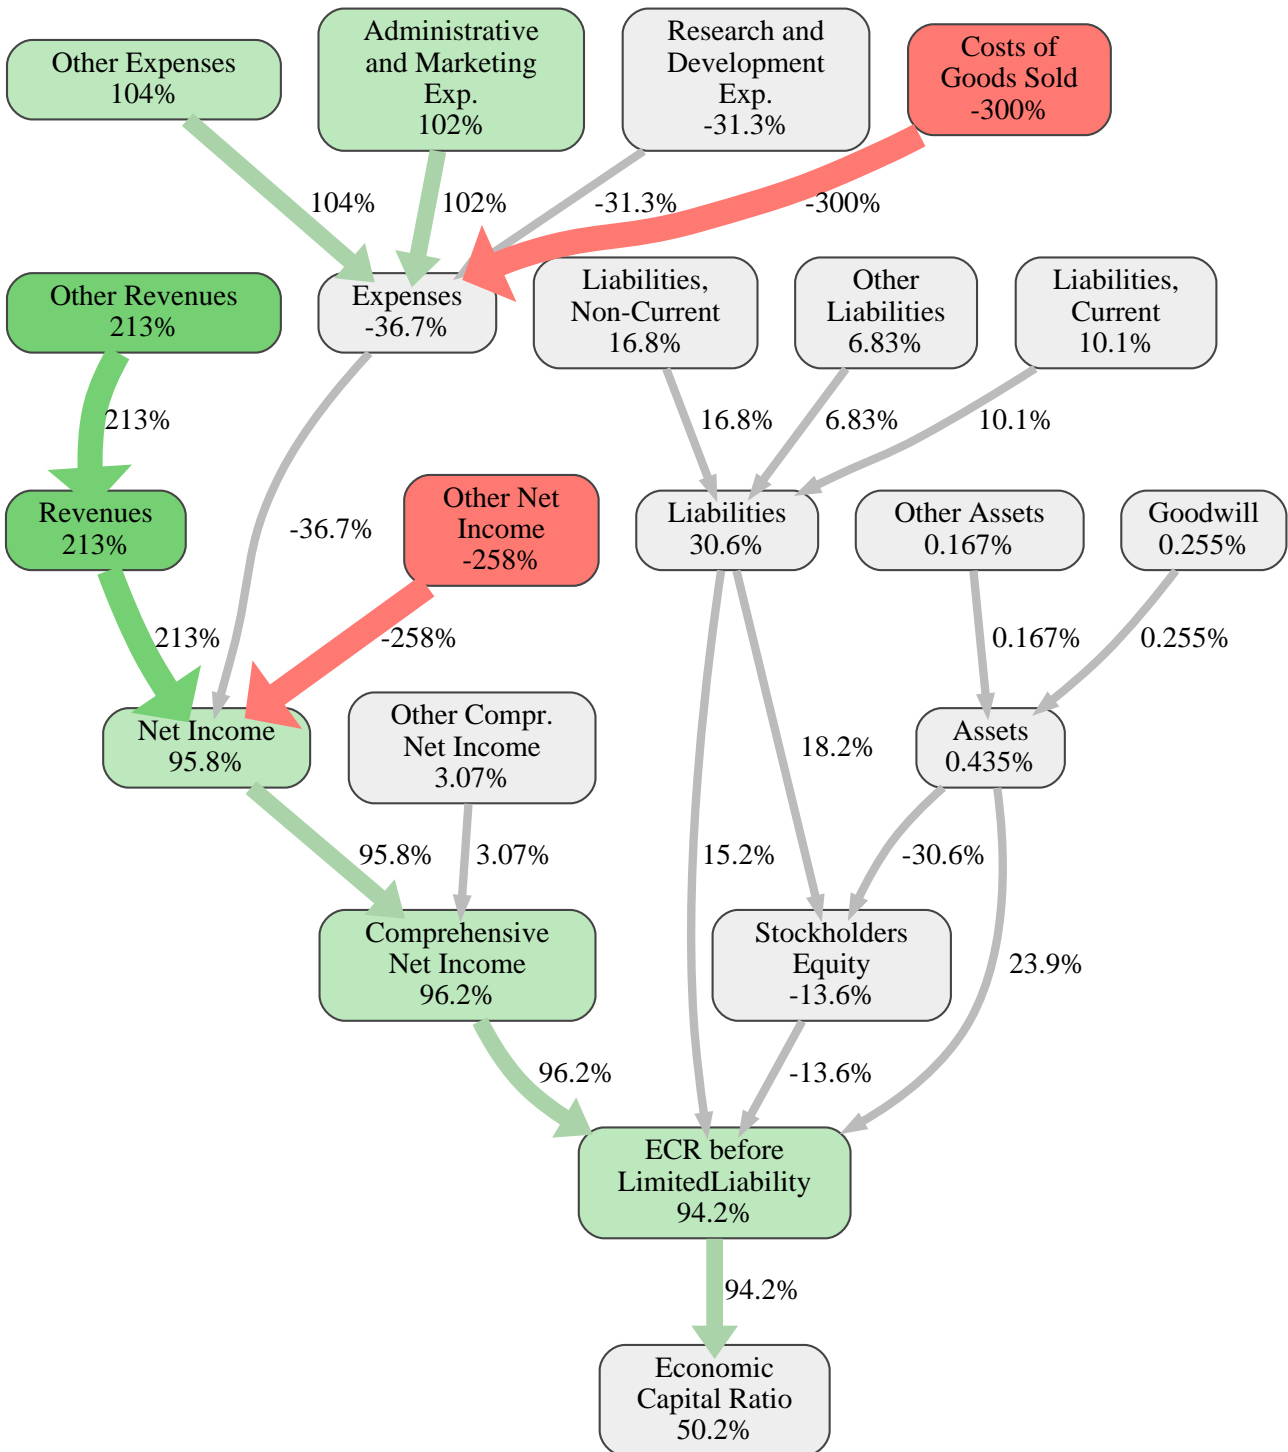 Other Expenses
104%
Administrative
and Marketing
Exp.
102%
Research and
Development
Exp.
-31.3%
Costs of
Goods Sold
-300%
104%
102%
-31.3%
-300%
Other Revenues
213%
Expenses
-36.7%
Liabilities,
Non-Current
16.8%
Other
Liabilities
6.83%
Liabilities,
Current
10.1%
213%
16.8%
6.83%
10.1%
Revenues
213%
-36.7%
Other Net
Income
-258%
Liabilities
30.6%
Other Assets
0.167%
Goodwill
0.255%
213%
-258%
0.167%
0.255%
Net Income
95.8%
Other Compr.
Net Income
3.07%
18.2%
Assets
0.435%
95.8%
3.07%
15.2%
-30.6%
Comprehensive
Net Income
96.2%
Stockholders
Equity
-13.6%
23.9%
96.2%
-13.6%
ECR before
LimitedLiability
94.2%
94.2%
Economic
Capital Ratio
50.2%